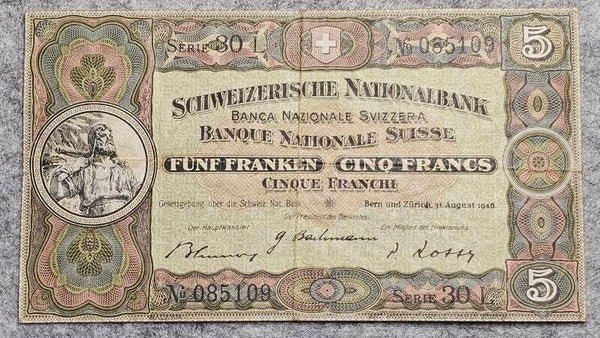 SERIE 30 L. № 085109 5
SCHWEIZERISCHE NATIONALBANK
BANCA NAZIONALE SVIZZERA
BANQUE NATIONALE SUISSE
FÜNF FRANKEN CINQ FRANCS
CINQUE FRANCHI
Gesetzgebung über die Schweiz. Nat. Bank Bern und Zürich, 31. August 1946.
Der Präsident des Bankrates:
Der Hauptkassier Ein Mitglied des Direktoriums
G Bachmann P. Rossy
№ 085109 SERIE 30 L. 5